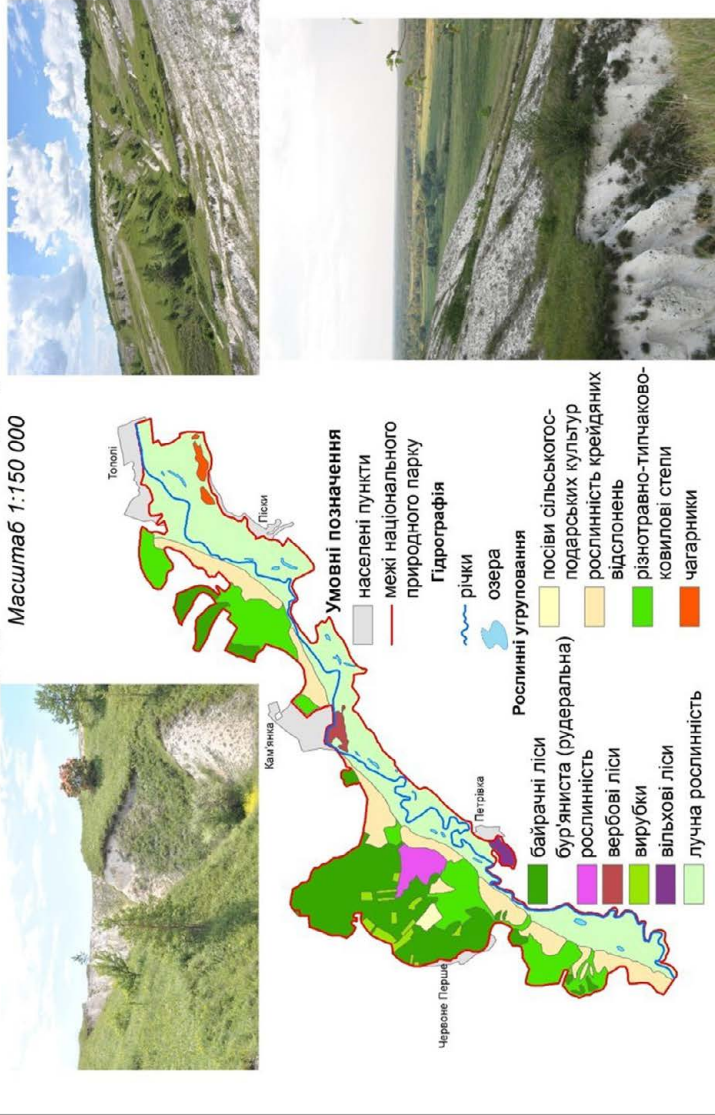 Масштаб 1:150 000
Тополі
Піски
Кам'янка
Петрівка
Червоне Перше
Умовні позначення
населені пункти
межі національного
природного парку
Гідрографія
річки
озера
Рослинні угруповання
байрачні ліси
бур'яниста (рудеральна)
рослинність
вербові ліси
вирубки
вільхові ліси
лучна рослинність
посіви сільськогос-
подарських культур
рослинність крейдяних
відслонень
різнотравно-типчаково-
ковилові степи
чагарники